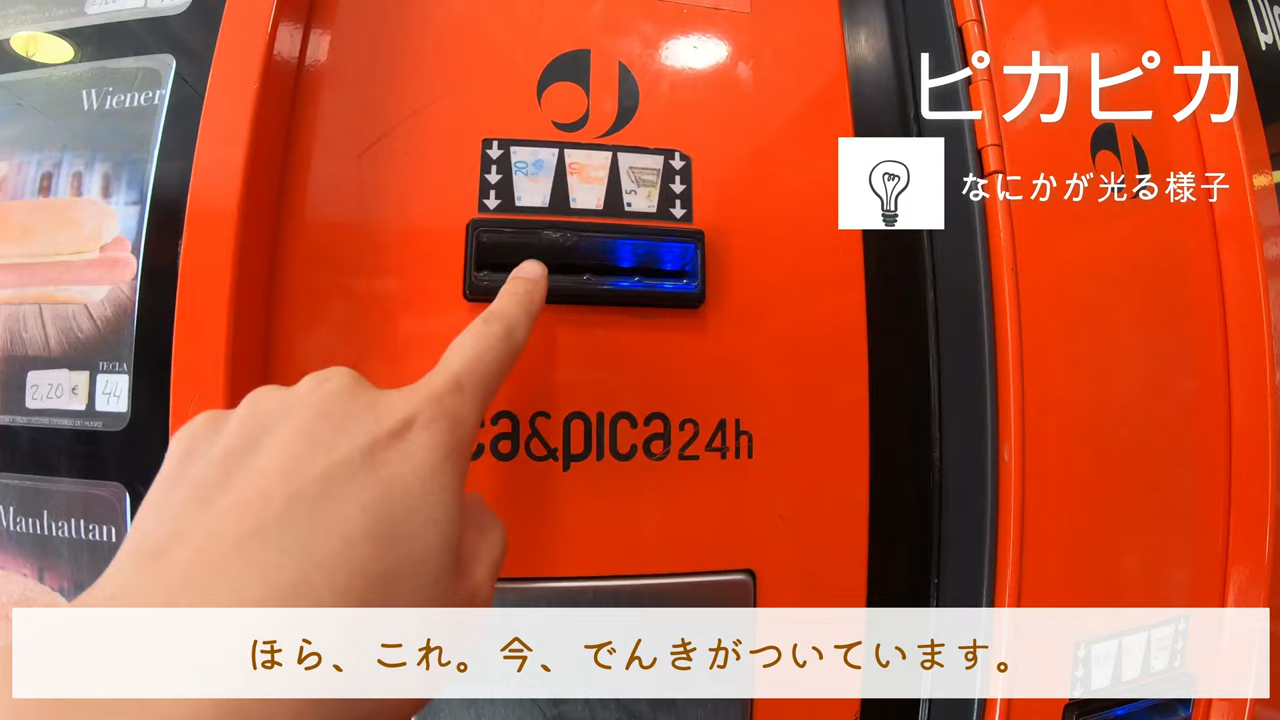 Wiener
TECLA
2,20 €
44
Manhattan
20
10
5
ca&pica24h
ピカピカ
なにかが光る様子
ほら、これ。今、でんきがついています。